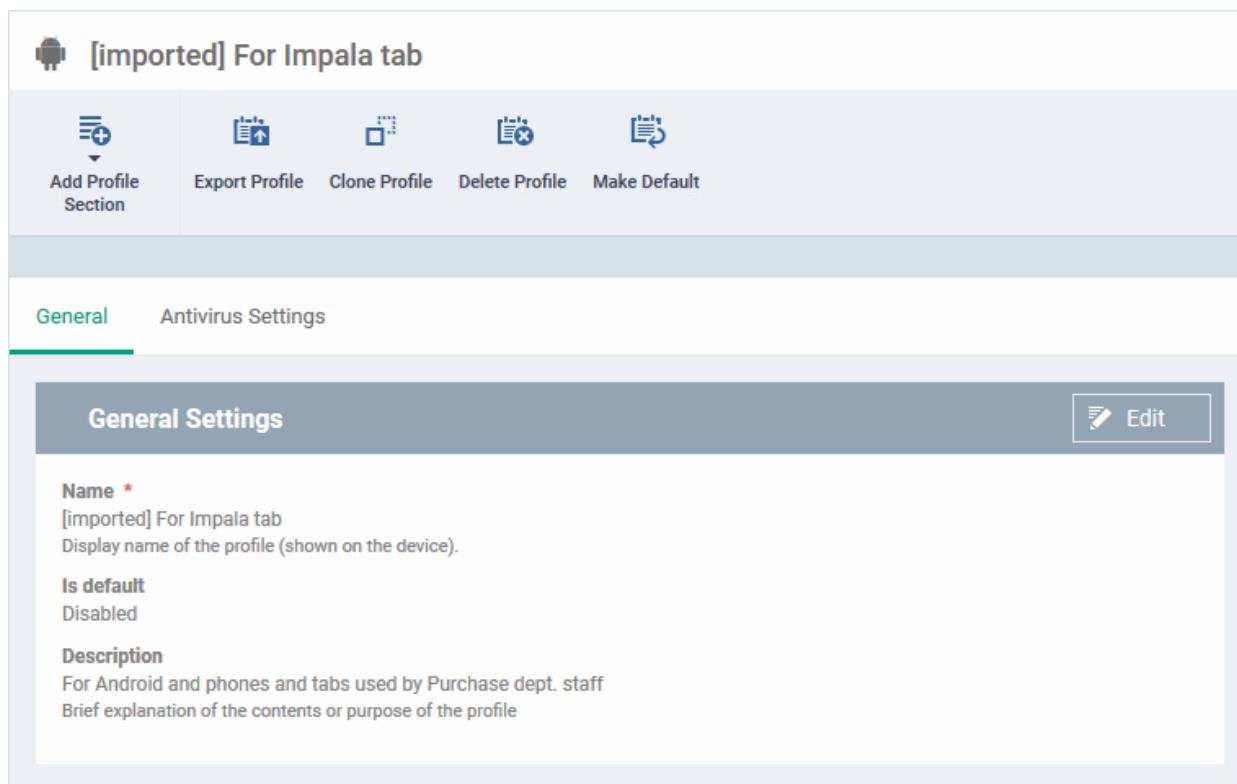 [imported] For Impala tab
Add Profile
Section
Export Profile
Clone Profile
Delete Profile
Make Default
General
Antivirus Settings
General Settings
Edit
Name *
[imported] For Impala tab
Display name of the profile (shown on the device).
Is default
Disabled
Description
For Android and phones and tabs used by Purchase dept. staff
Brief explanation of the contents or purpose of the profile